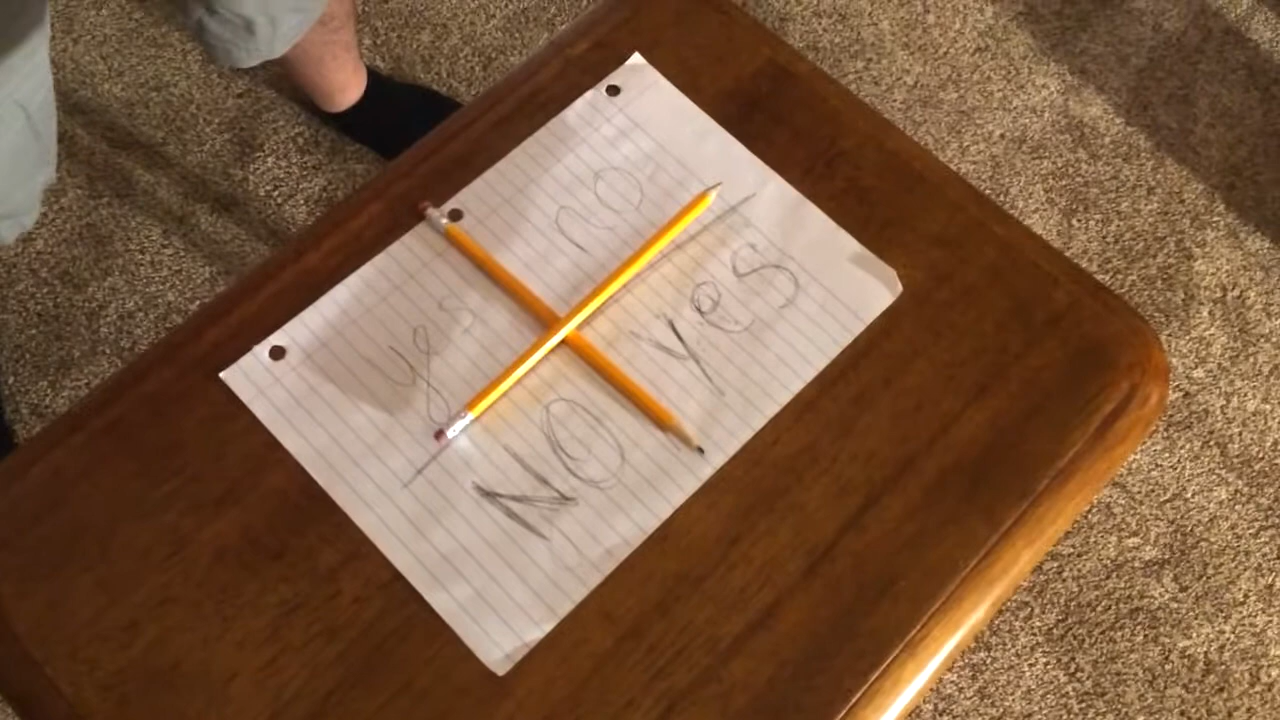 yes no
NO yes